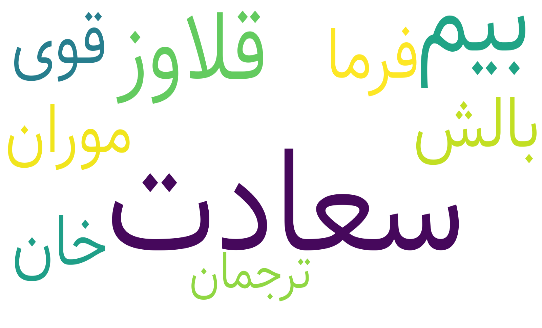 بیم
فرما
قلاوز
قوی
بالش
موران
سعادت
خان
ترجمان